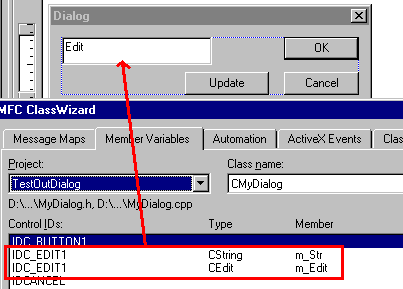 Dialog
Edit
OK
Update
Cancel
MFC ClassWizard
Message Maps
Member Variables
Automation
ActiveX Events
Project:
Class name:
TestOutDialog
CMyDialog
D:\...\MyDialog.h, D:\...\MyDialog.cpp
Control IDs:
Type
Member
IDC_BUTTON1
IDC_EDIT1
CString
m_Str
IDC_EDIT1
CEdit
m_Edit
IDCANCEL